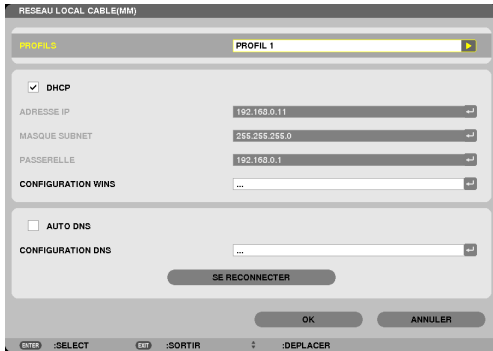 RESEAU LOCAL CABLE(MM)
PROFILS PROFIL 1
DHCP
ADRESSE IP 192.168.0.11
MASQUE SUBNET 255.255.255.0
PASSERELLE 192.168.0.1
CONFIGURATION WINS ...
AUTO DNS
CONFIGURATION DNS ...
SE RECONNECTER
OK ANNULER
ENTER :SELECT EXIT :SORTIR :DEPLACER